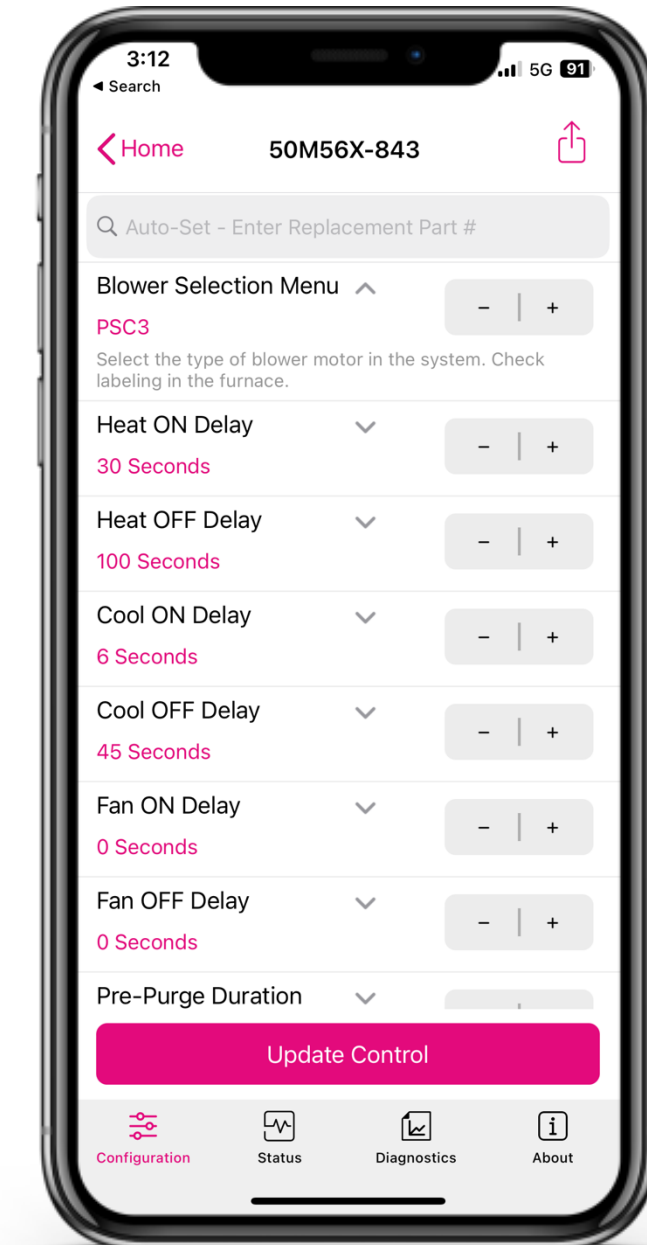 3:12
5G 91
◀ Search
Home
50M56X-843
Auto-Set - Enter Replacement Part #
Blower Selection Menu
- | +
PSC3
Select the type of blower motor in the system. Check
labeling in the furnace.
Heat ON Delay
- | +
30 Seconds
Heat OFF Delay
- | +
100 Seconds
Cool ON Delay
- | +
6 Seconds
Cool OFF Delay
- | +
45 Seconds
Fan ON Delay
- | +
0 Seconds
Fan OFF Delay
- | +
0 Seconds
Pre-Purge Duration
Update Control
Configuration
Status
Diagnostics
About